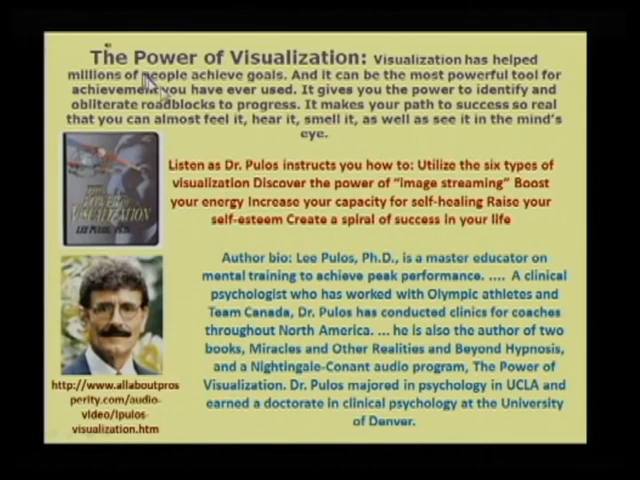 The Power of Visualization: Visualization has helped
millions of people achieve goals. And it can be the most powerful tool for
achievement you have ever used. It gives you the power to identify and
obliterate roadblocks to progress. It makes your path to success so real
that you can almost feel it, hear it, smell it, as well as see it in the mind's
eye.
POWER OF
VISUALIZATION
LEE PULOS, PH.D.
Listen as Dr. Pulos instructs you how to: Utilize the six types of
visualization Discover the power of "image streaming" Boost
your energy Increase your capacity for self-healing Raise your
self-esteem Create a spiral of success in your life
Author bio: Lee Pulos, Ph.D., is a master educator on
mental training to achieve peak performance. .... A clinical
psychologist who has worked with Olympic athletes and
Team Canada, Dr. Pulos has conducted clinics for coaches
throughout North America. ... he is also the author of two
books, Miracles and Other Realities and Beyond Hypnosis,
and a Nightingale-Conant audio program, The Power of
Visualization. Dr. Pulos majored in psychology in UCLA and
earned a doctorate in clinical psychology at the University
of Denver.
http://www.allaboutpros
perity.com/audio-
video/lpulos-
visualization.htm